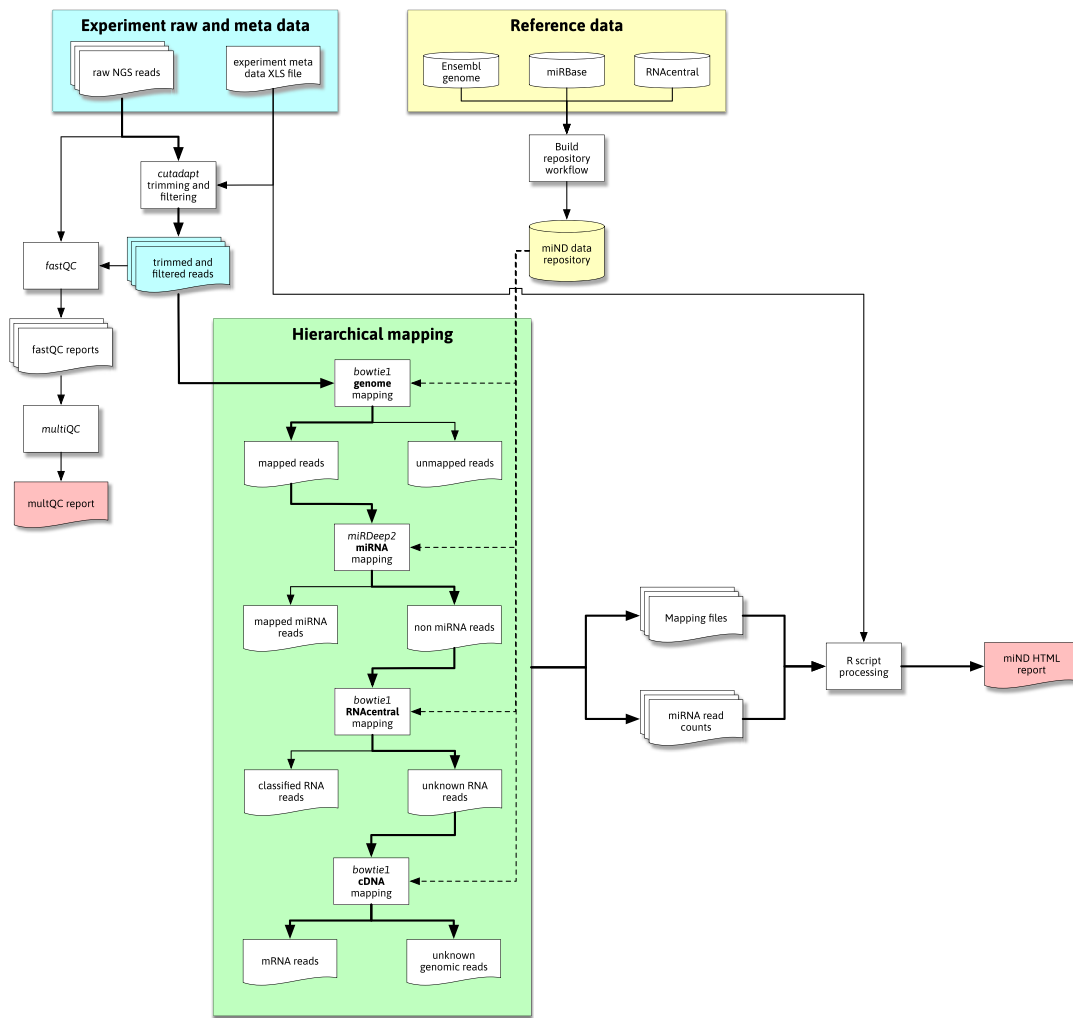 Experiment raw and meta data
raw NGS reads
experiment meta
data XLS file
Reference data
Ensembl
genome
miRBase
RNAcentral
Build
repository
workflow
cutadapt
trimming and
filtering
miND data
repository
fastQC
trimmed and
filtered reads
fastQC reports
multiQC
multQC report
Hierarchical mapping
bowtie1
genome
mapping
mapped reads
unmapped reads
miRDeep2
miRNA
mapping
mapped miRNA
reads
non miRNA reads
bowtie1
RNAcentral
mapping
classified RNA
reads
unknown RNA
reads
bowtie1
cDNA
mapping
mRNA reads
unknown
genomic reads
Mapping files
miRNA read
counts
R script
processing
miND HTML
report